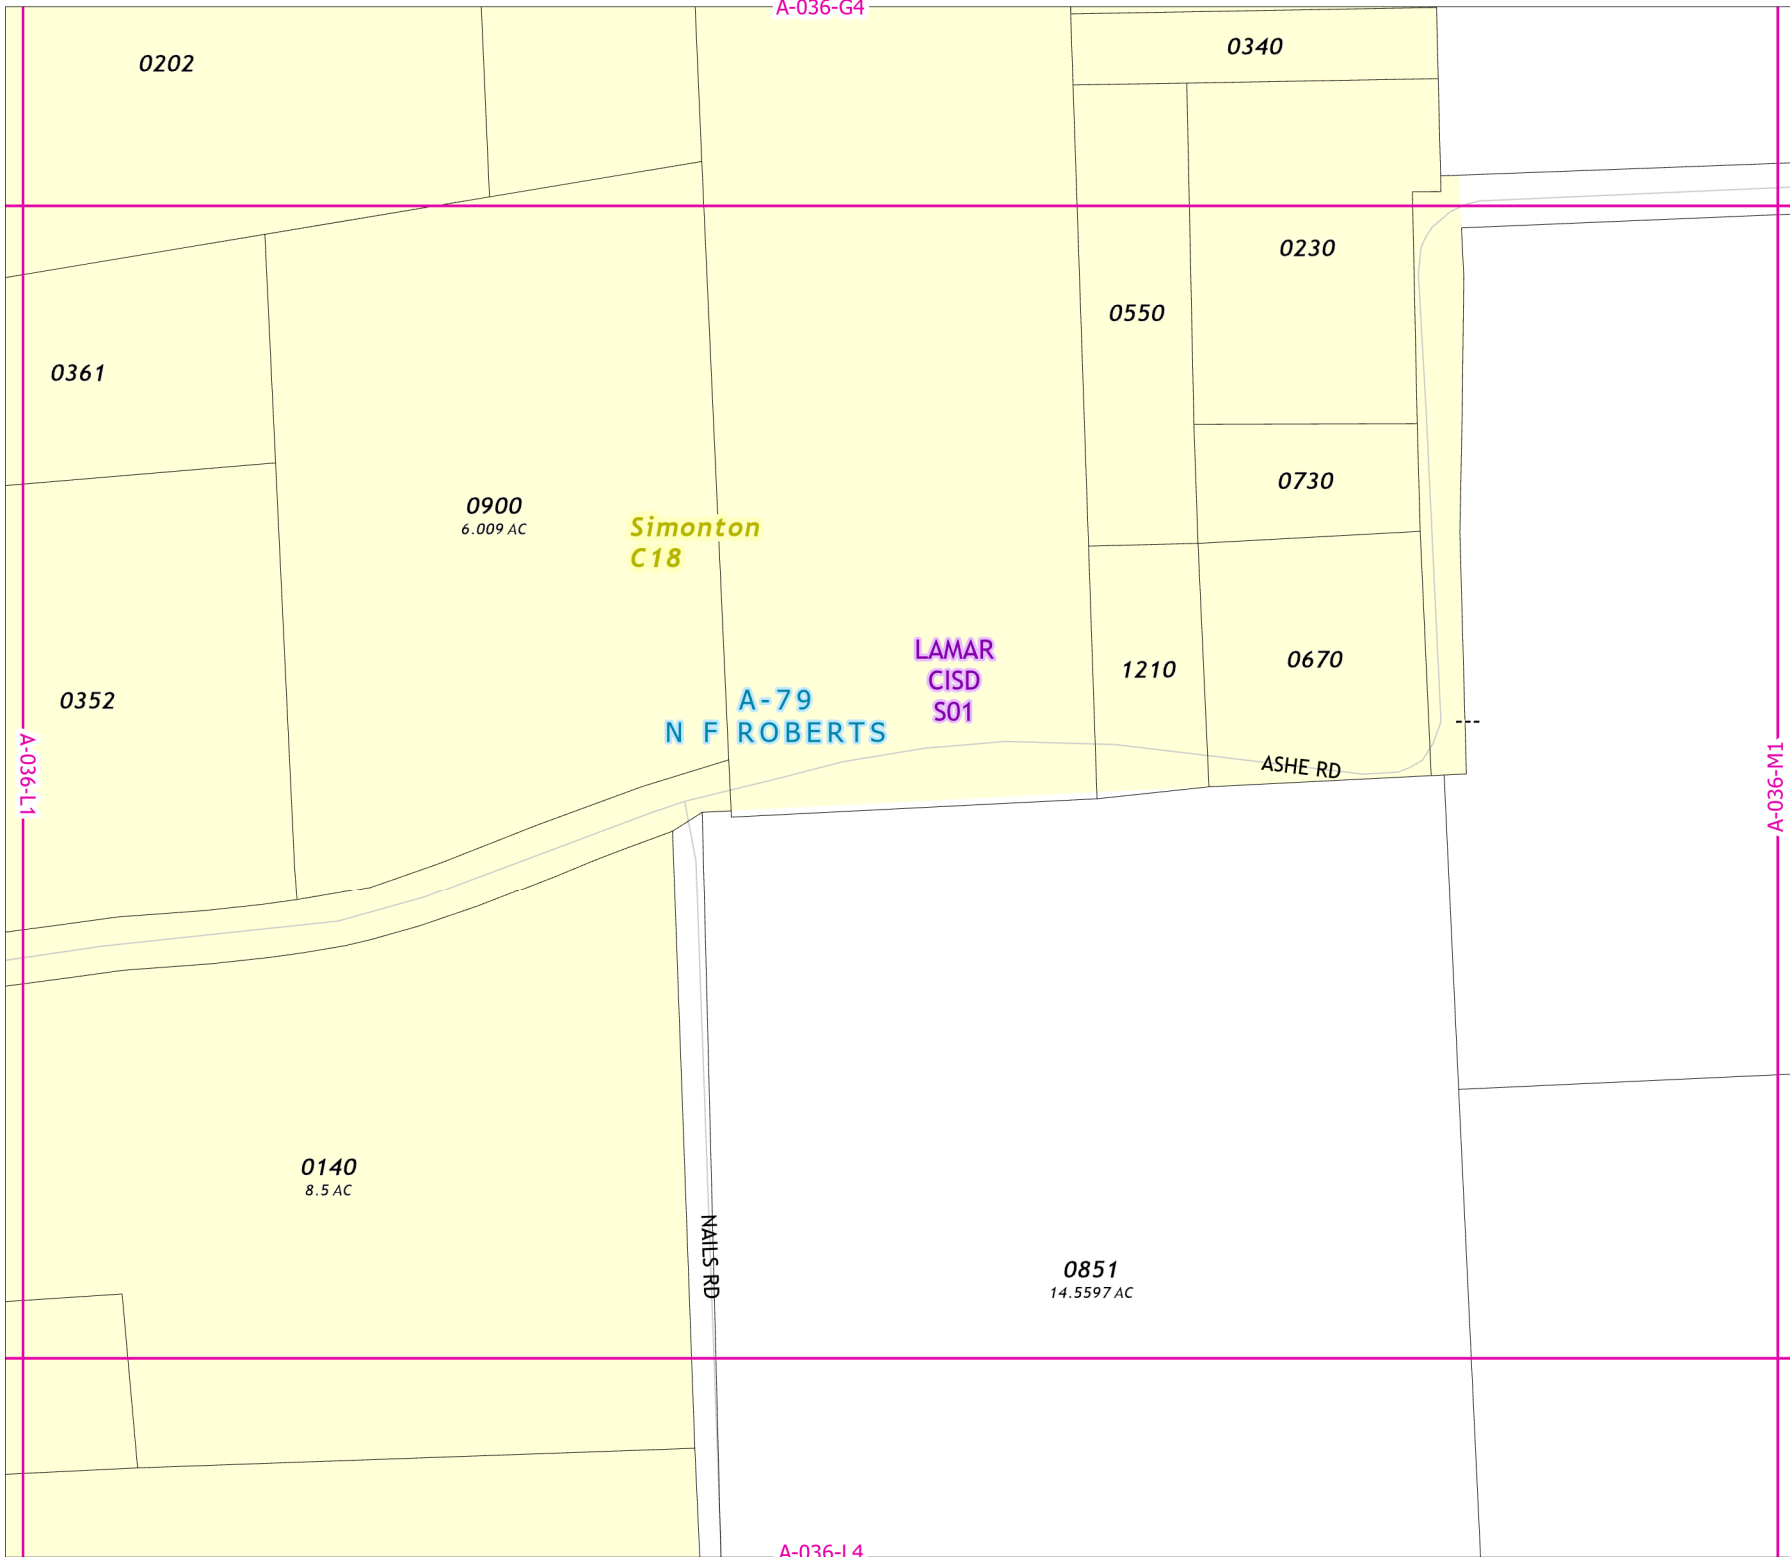 A-036-G4
0340
0202
0230
0550
0361
0730
0900
6.009 AC
Simonton
C18
LAMAR
CISD
S01
0670
1210
0352
A-79
N F ROBERTS
---
ASHE RD
A-036-L1
A-036-M1
0140
8.5 AC
NAILS RD
0851
14.5597 AC
A-036-L4